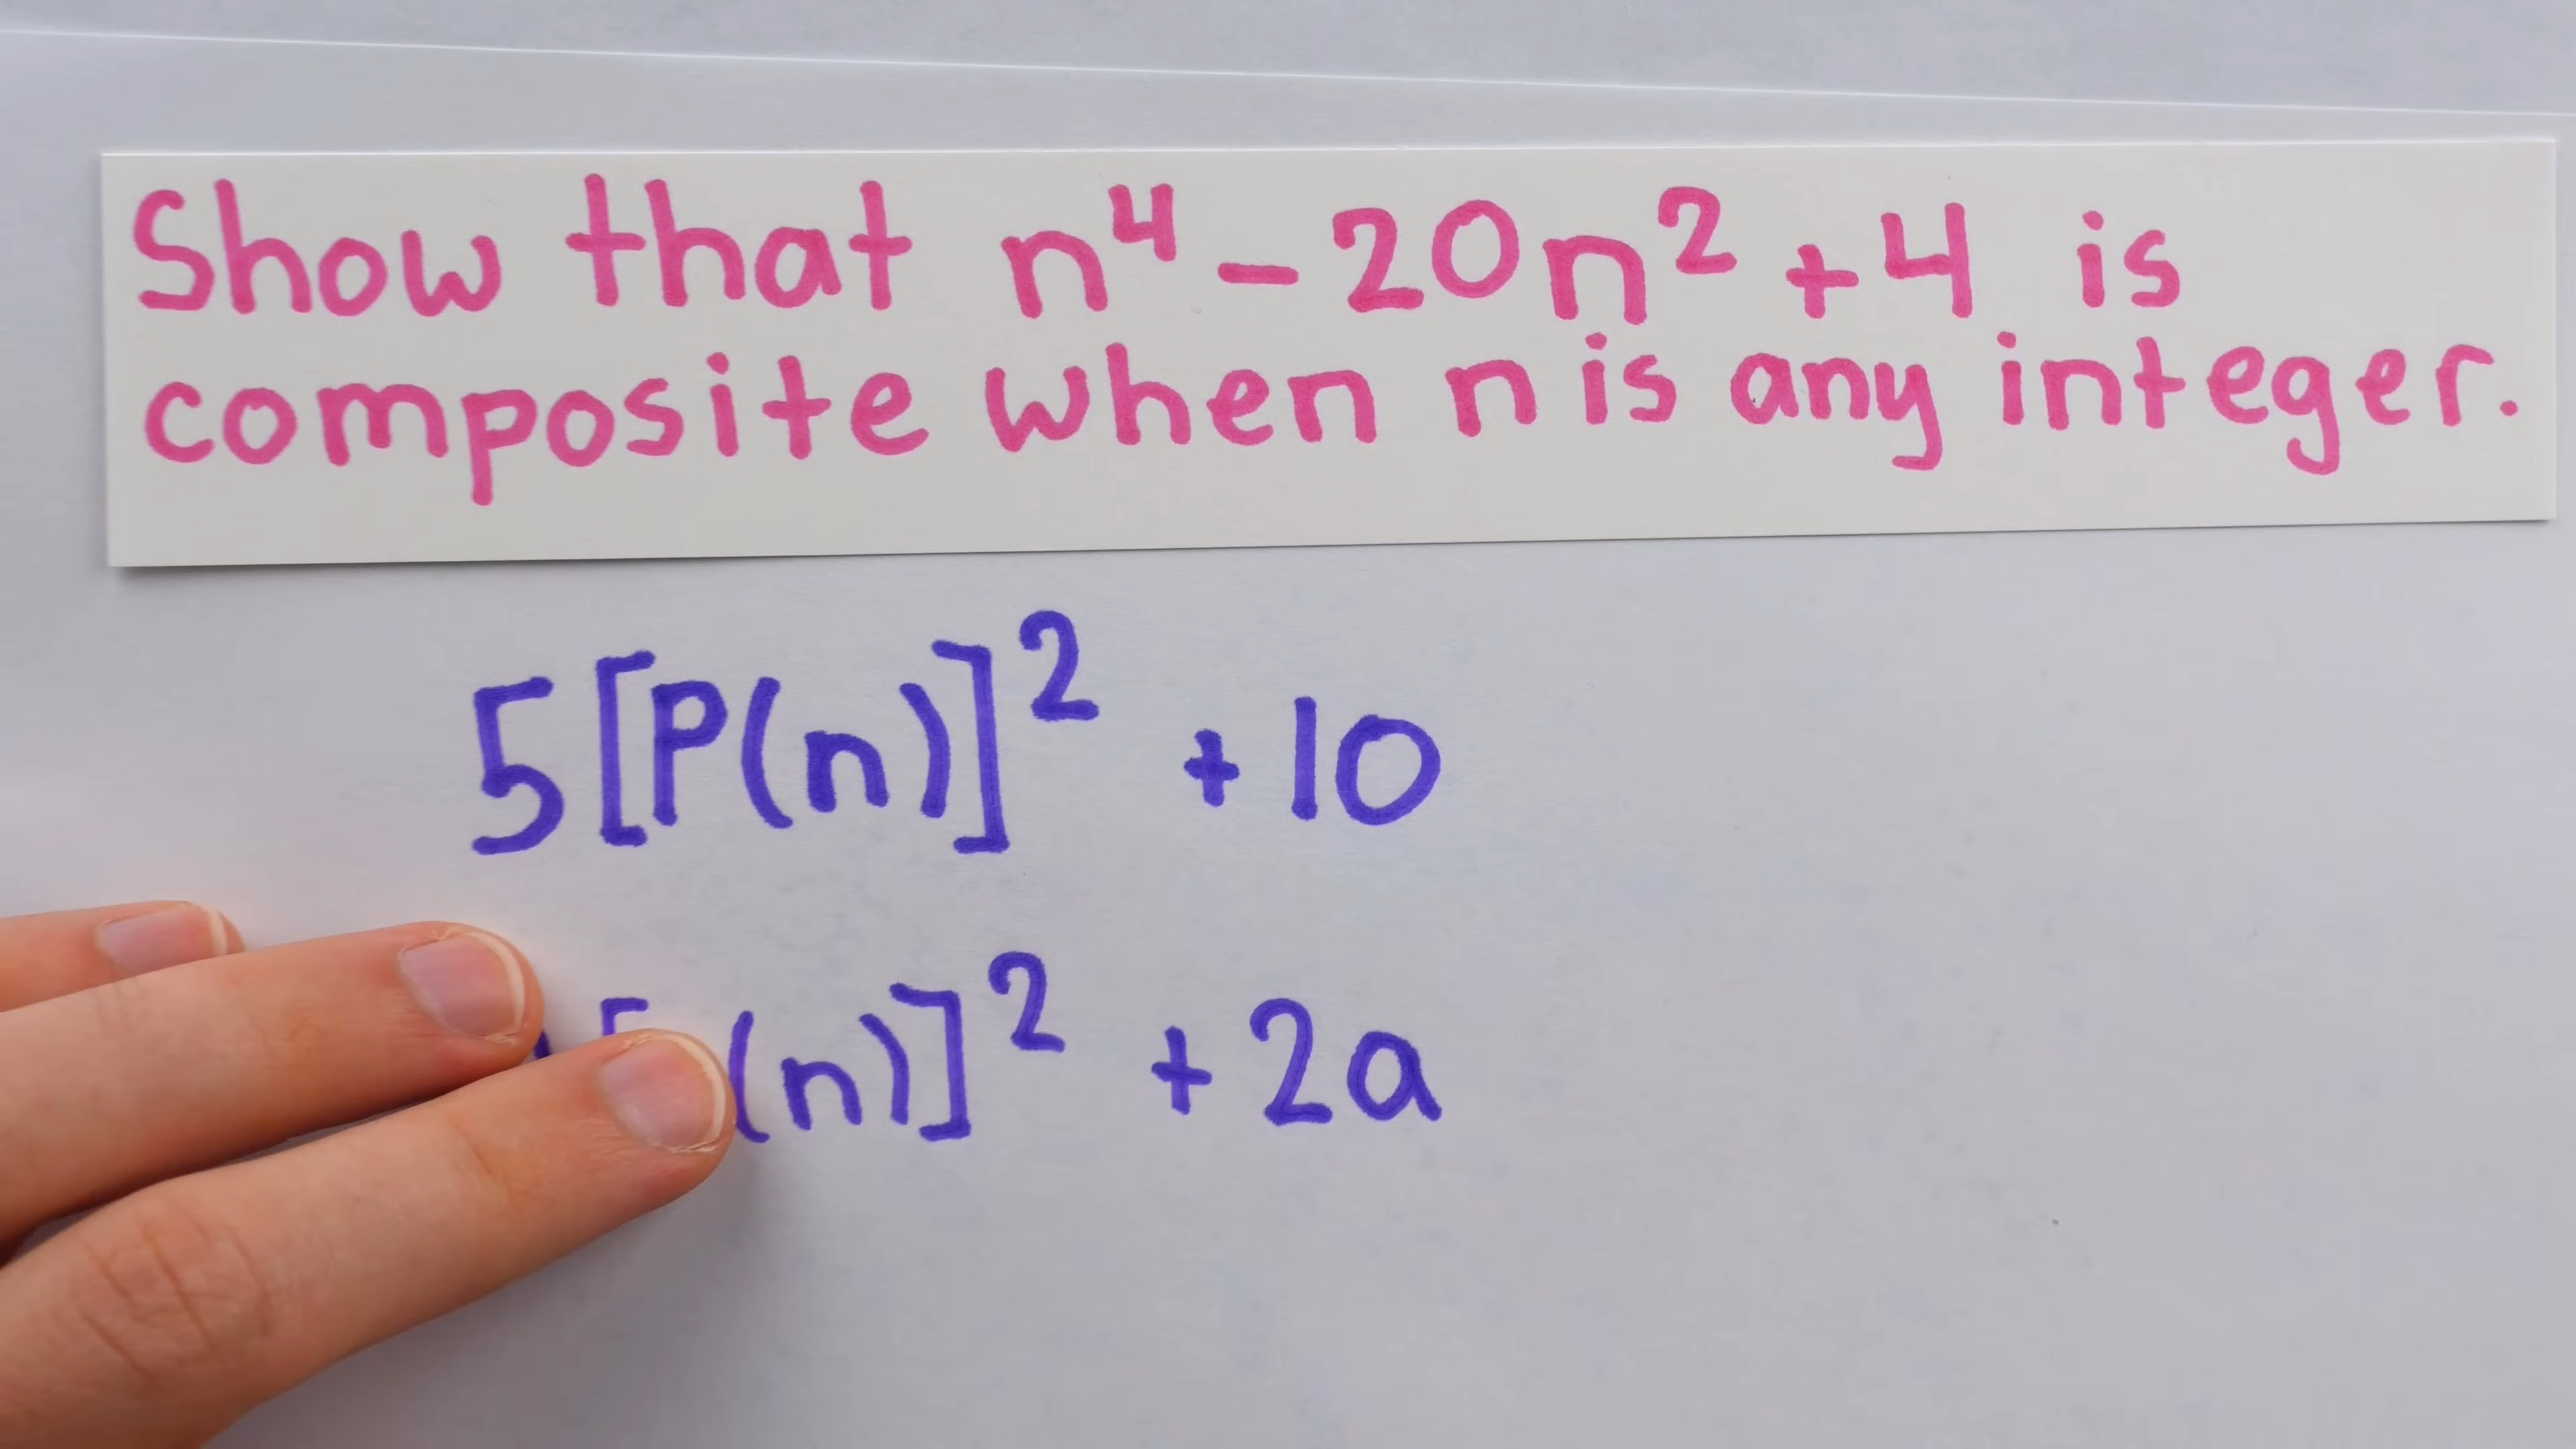 Show that n⁴ - 20n² + 4 is
composite when n is any integer.
5[P(n)]² + 10
(n)]² + 2a